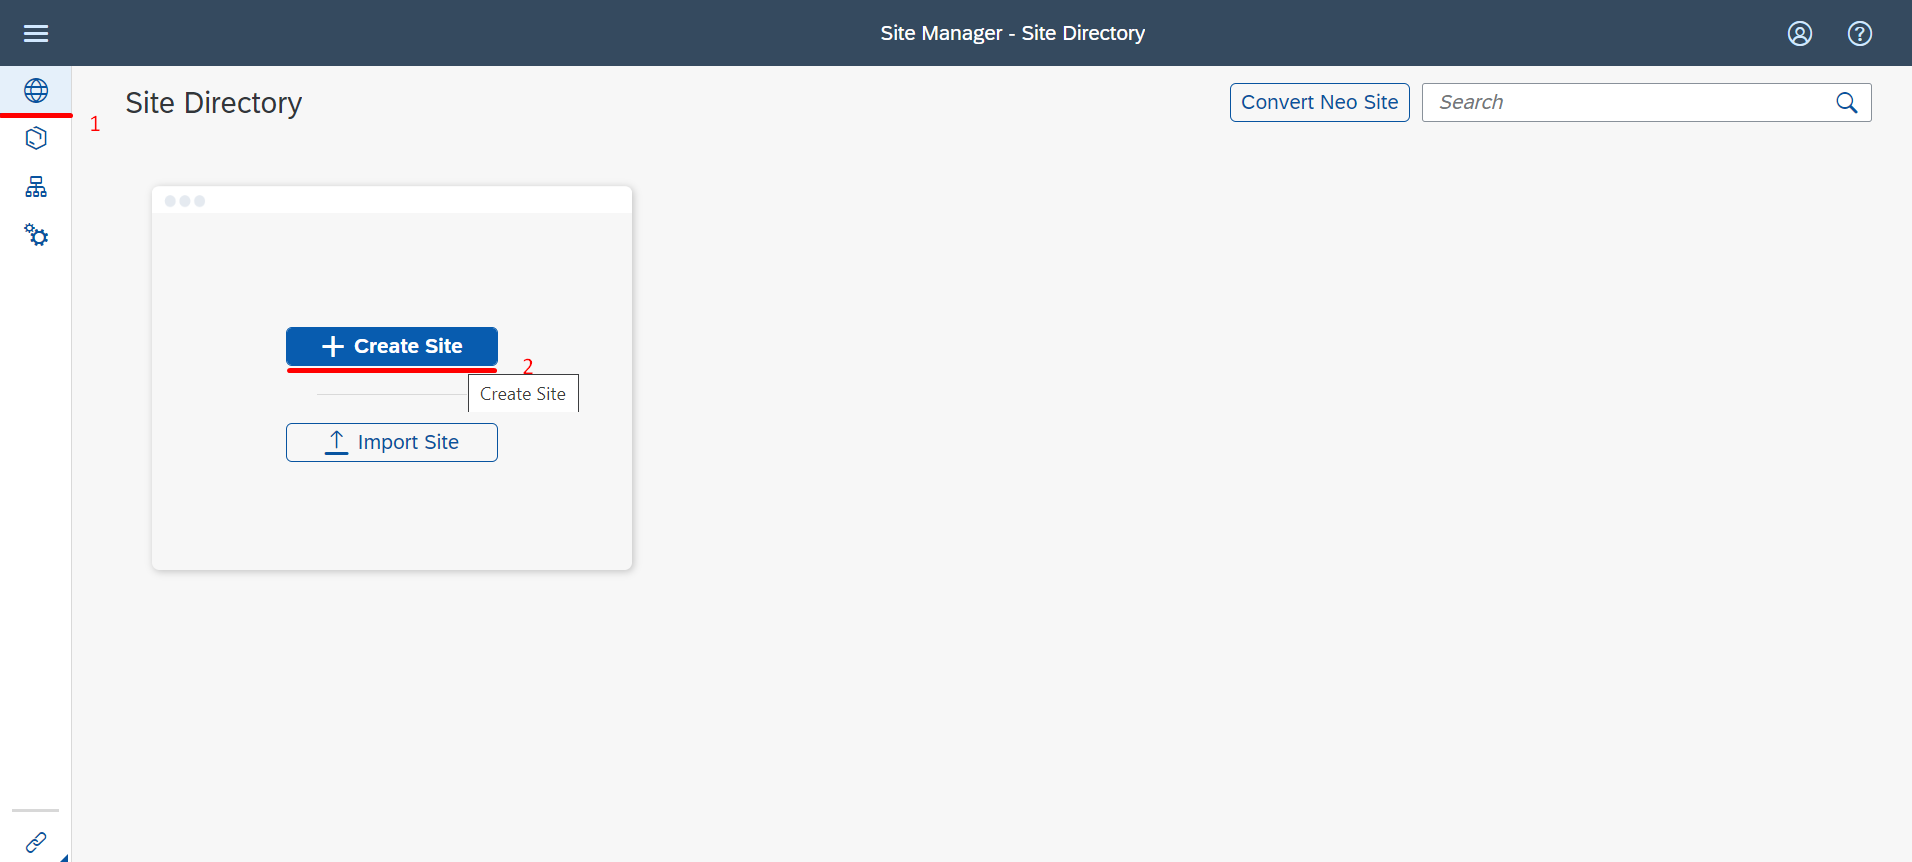 Site Manager - Site Directory
Site Directory
Convert Neo Site
Search
1
Create Site
2
Create Site
Import Site